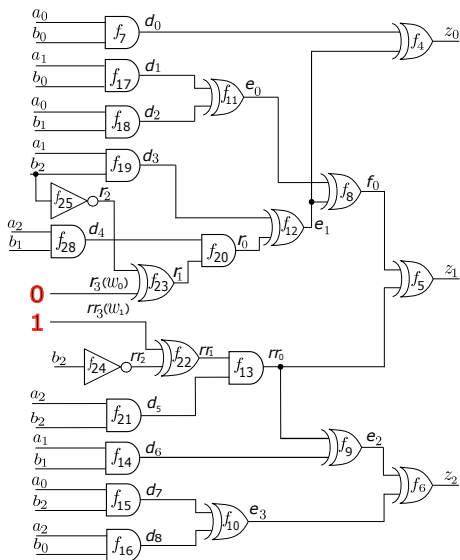 a0
b0
f7
d0
f4
z0
a1
b0
f17
d1
f11
e0
a0
b1
f18
d2
a1
b2
f19
d3
f25
r2
f8
f0
f12
e1
a2
b1
f28
d4
f20
r0
f23
r1
f5
z1
0
r3(w0)
1
rr3(w1)
b2
f24
rr2
f22
rr1
f13
rr0
a2
b2
f21
d5
a1
b1
f14
d6
f9
e2
f6
z2
a0
b2
f15
d7
f10
e3
a2
b0
f16
d8